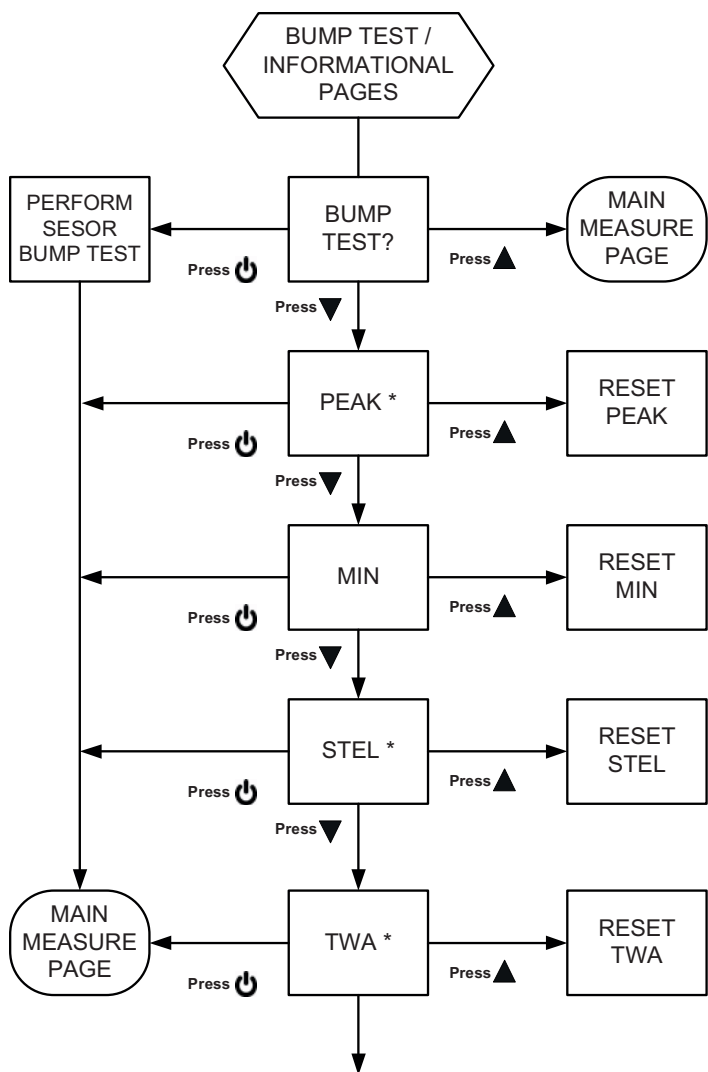 BUMP TEST /
INFORMATIONAL
PAGES
PERFORM
SESOR
BUMP TEST
BUMP
TEST?
MAIN
MEASURE
PAGE
Press
Press
Press
PEAK *
RESET
PEAK
Press
Press
Press
MIN
RESET
MIN
Press
Press
Press
STEL *
RESET
STEL
Press
Press
Press
MAIN
MEASURE
PAGE
TWA *
RESET
TWA
Press
Press